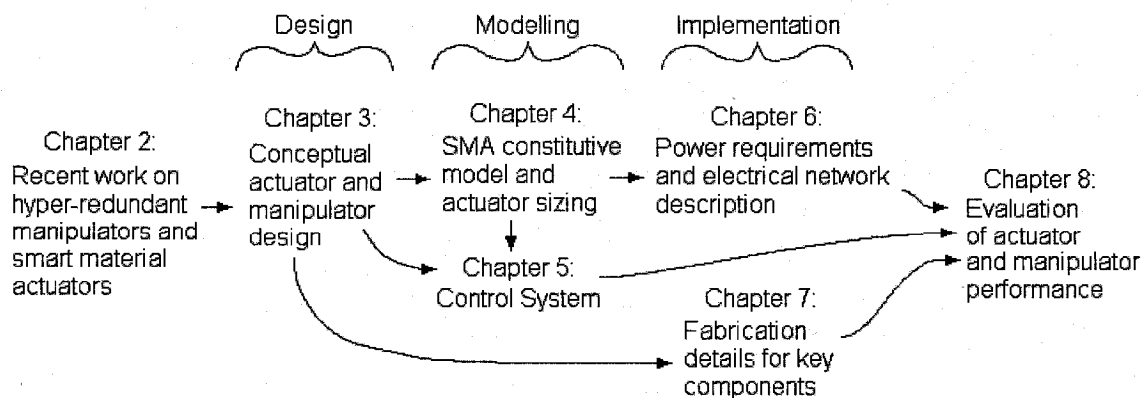 Design
Modelling
Implementation
Chapter 2:
Recent work on
hyper-redundant
manipulators and
smart material
actuators
Chapter 3:
Conceptual
actuator and
manipulator
design
Chapter 4:
SMA constitutive
model and
actuator sizing
Chapter 5:
Control System
Chapter 6:
Power requirements
and electrical network
description
Chapter 7:
Fabrication
details for key
components
Chapter 8:
Evaluation
of actuator
and manipulator
performance